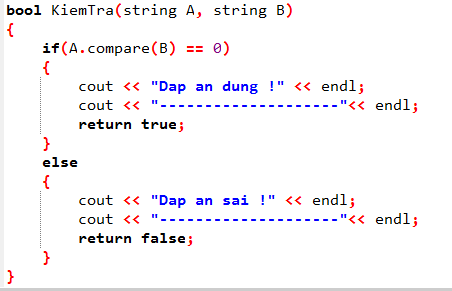 bool KiemTra(string A, string B)
{
    if(A.compare(B) == 0)
    {
        cout << "Dap an dung !" << endl;
        cout << "--------------------"<< endl;
        return true;
    }
    else
    {
        cout << "Dap an sai !" << endl;
        cout << "--------------------"<< endl;
        return false;
    }
}